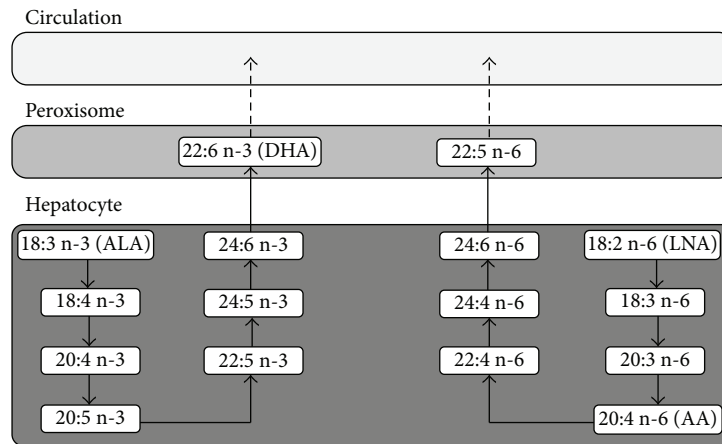 Circulation
Peroxisome
22:6 n-3 (DHA)
22:5 n-6
Hepatocyte
18:3 n-3 (ALA)
24:6 n-3
24:6 n-6
18:2 n-6 (LNA)
18:4 n-3
24:5 n-3
24:4 n-6
18:3 n-6
20:4 n-3
22:5 n-3
22:4 n-6
20:3 n-6
20:5 n-3
20:4 n-6 (AA)